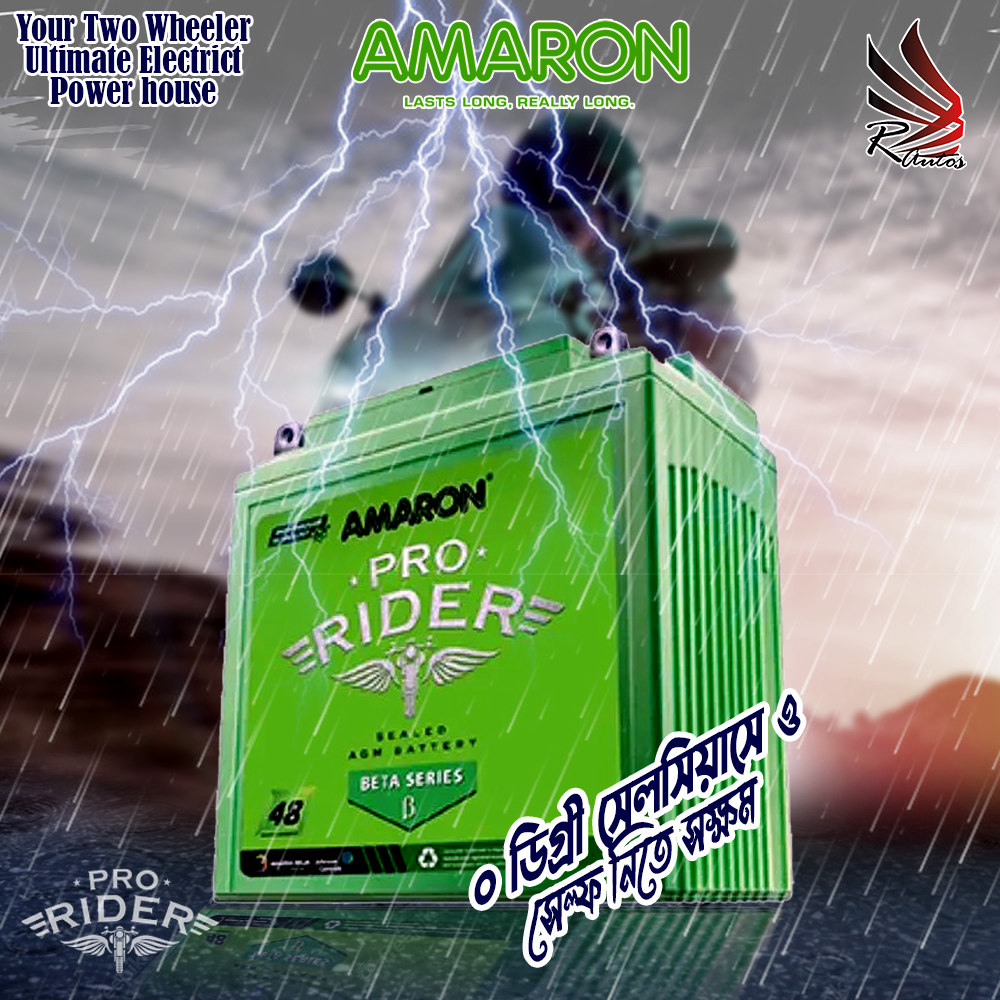 Your Two Wheeler
Ultimate Electrict
Power house
AMARON
LASTS LONG, REALLY LONG.
R Autos
AMARON
PRO
RIDER
SEALED
AGM BATTERY
BETA SERIES
β
48
০ ডিগ্রী সেলসিয়াসে ও
সেল্ফ নিতে সক্ষম
PRO
RIDER